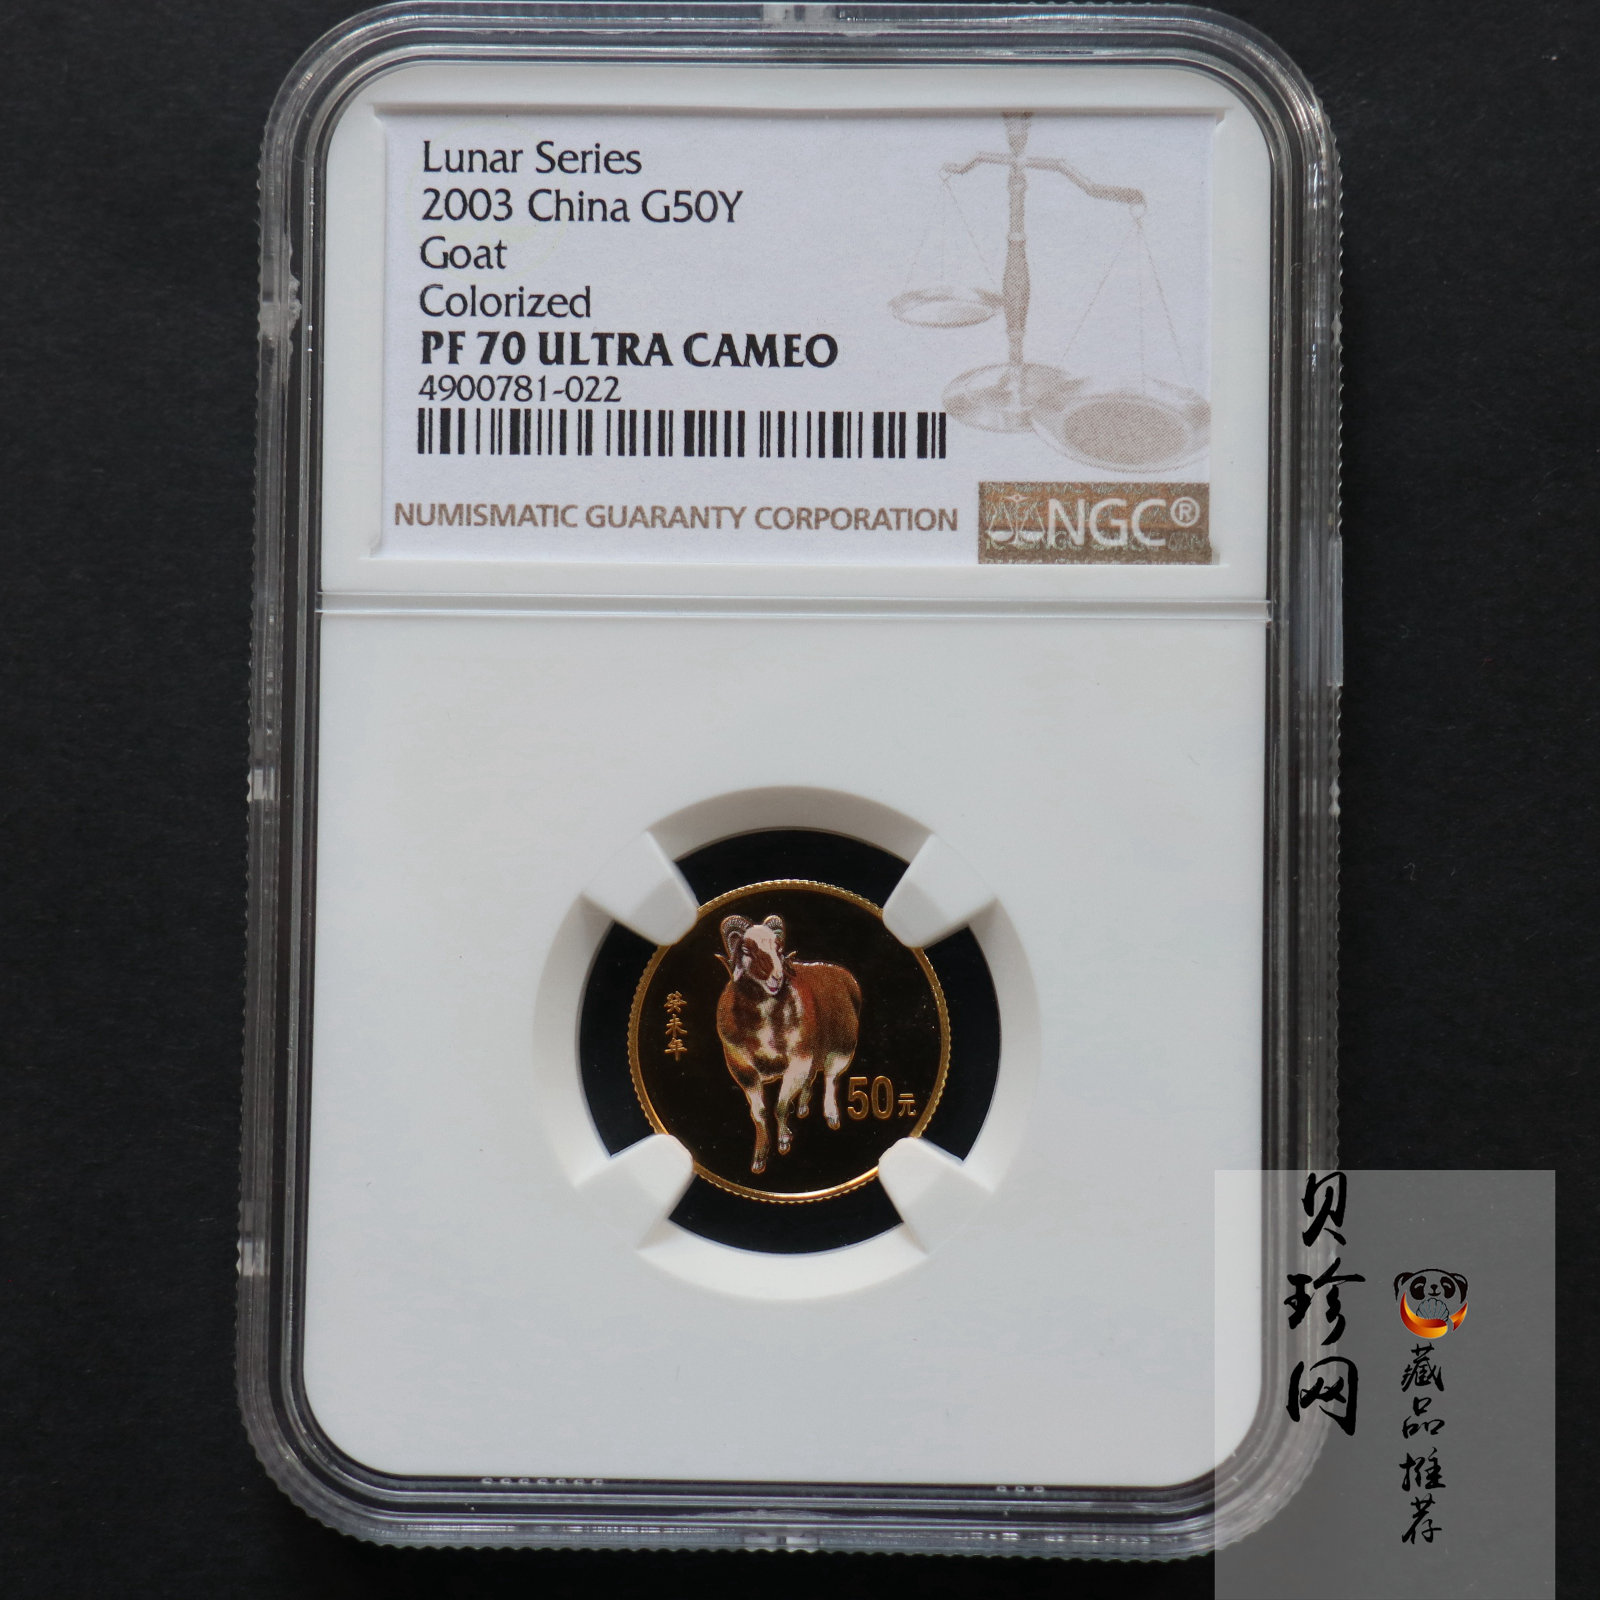 Lunar Series
2003 China G50Y
Goat
Colorized
PF 70 ULTRA CAMEO
4900781-022
NUMISMATIC GUARANTY CORPORATION
NGC®
癸未年
50元
贝珍网
藏品推荐